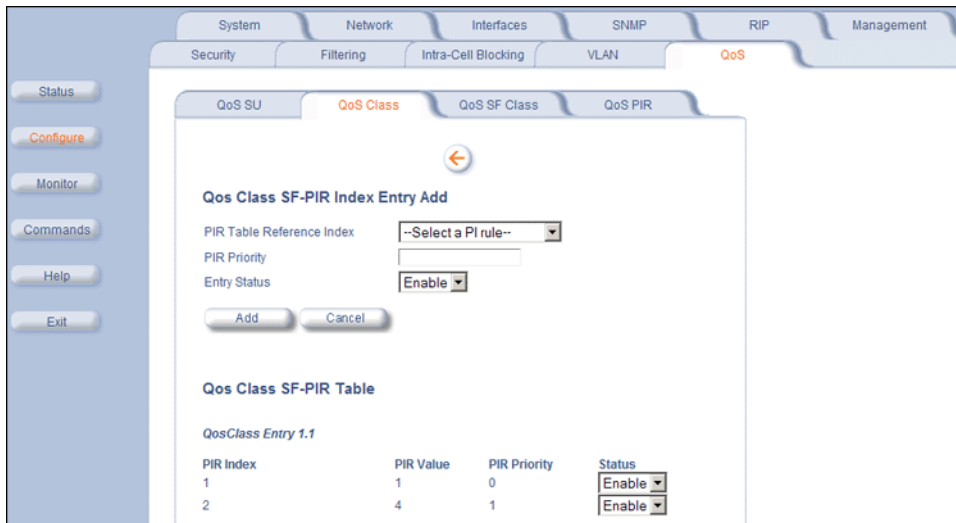 System Network Interfaces SNMP RIP Management
Security Filtering Intra-Cell Blocking VLAN QoS
Status
Configure
Monitor
Commands
Help
Exit
QoS SU QoS Class QoS SF Class QoS PIR
Qos Class SF-PIR Index Entry Add
PIR Table Reference Index --Select a PI rule--
PIR Priority
Entry Status Enable
Add Cancel
Qos Class SF-PIR Table
QosClass Entry 1.1
PIR Index PIR Value PIR Priority Status
1 1 0 Enable
2 4 1 Enable